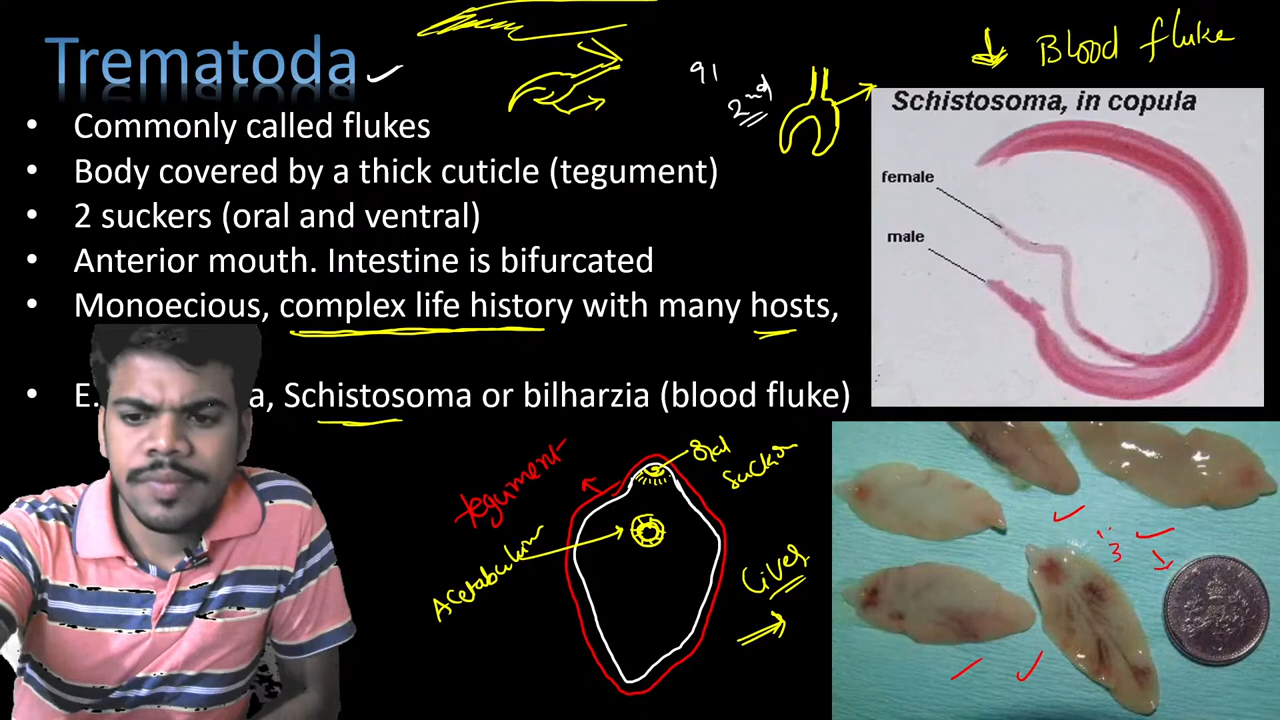 Trematoda
• Commonly called flukes
• Body covered by a thick cuticle (tegument)
• 2 suckers (oral and ventral)
• Anterior mouth. Intestine is bifurcated
• Monoecious, complex life history with many hosts,
• E. a, Schistosoma or bilharzia (blood fluke)
91
2nd
Blood fluke
Schistosoma, in copula
female
male
tegument
oral
sucker
Acetabulum
Liver